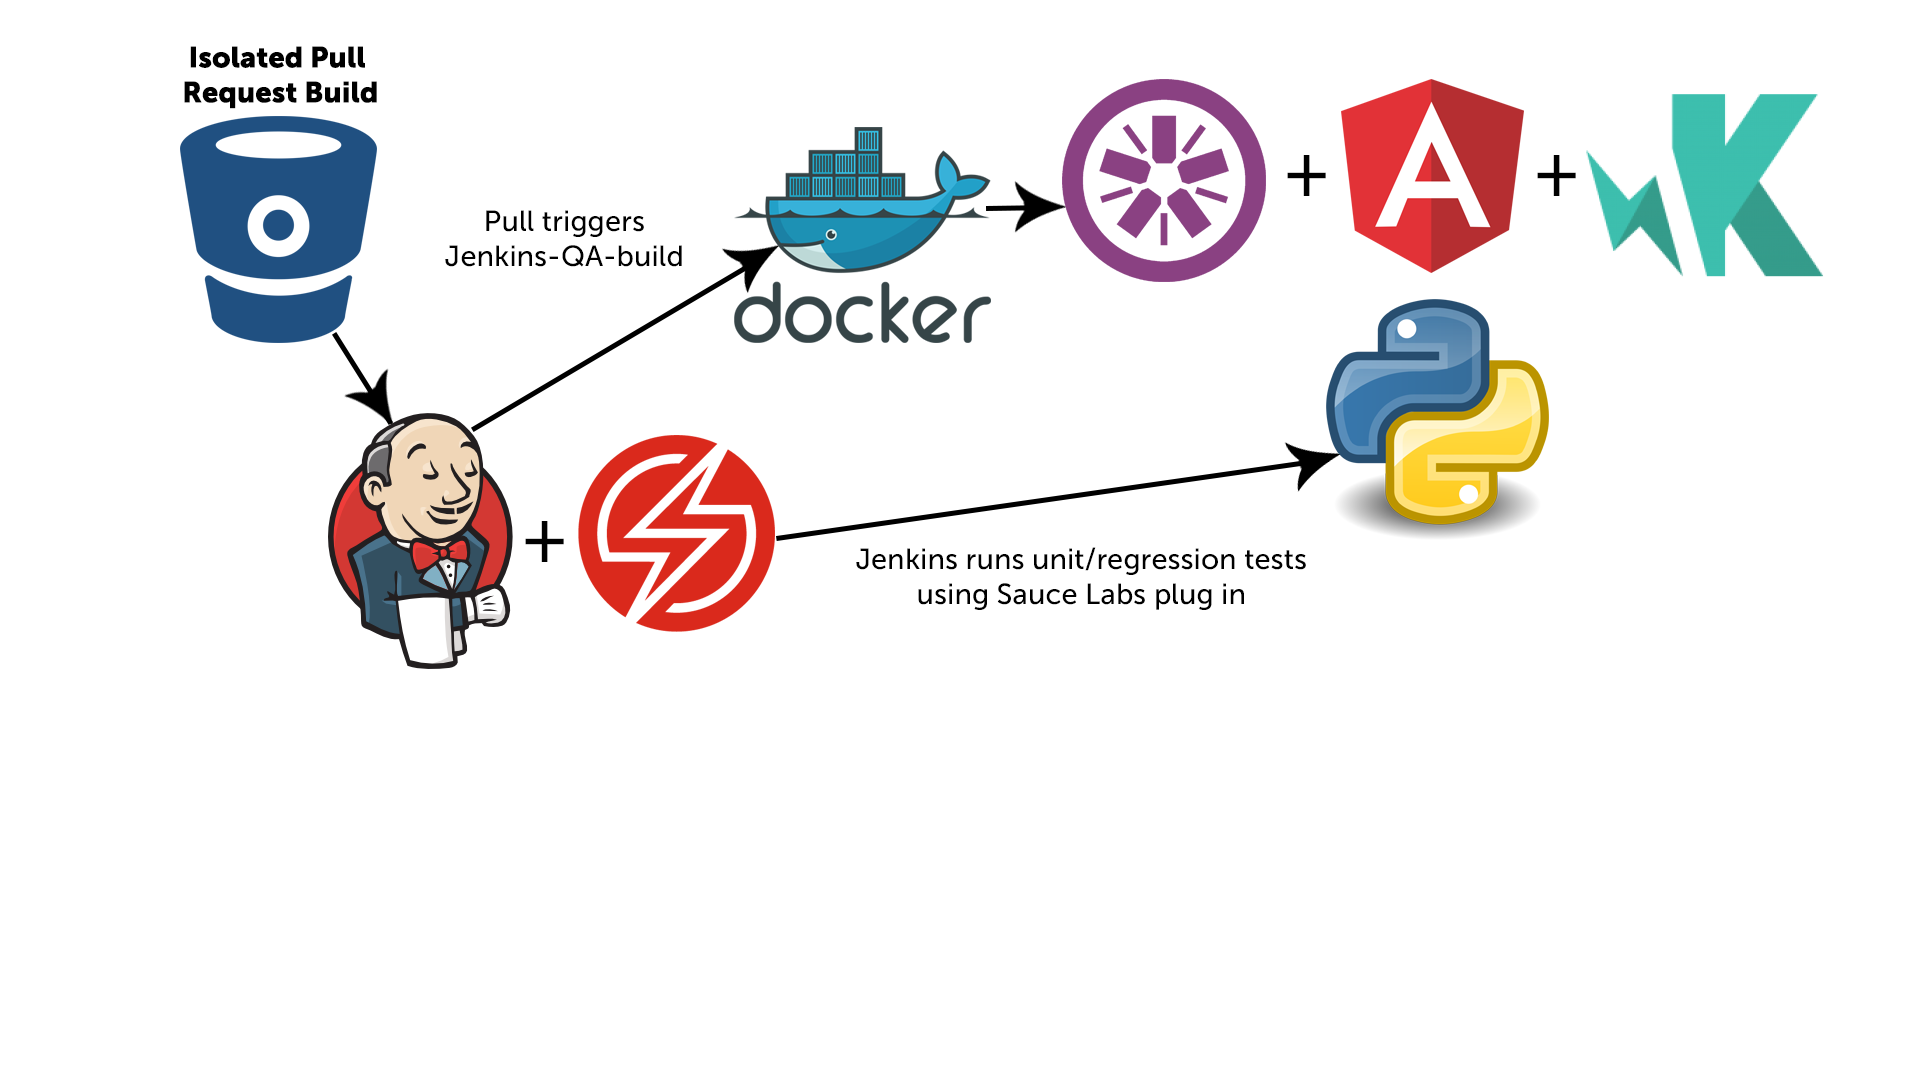 Isolated Pull
Request Build
Pull triggers
Jenkins-QA-build
docker
A
K
Jenkins runs unit/regression tests
using Sauce Labs plug in